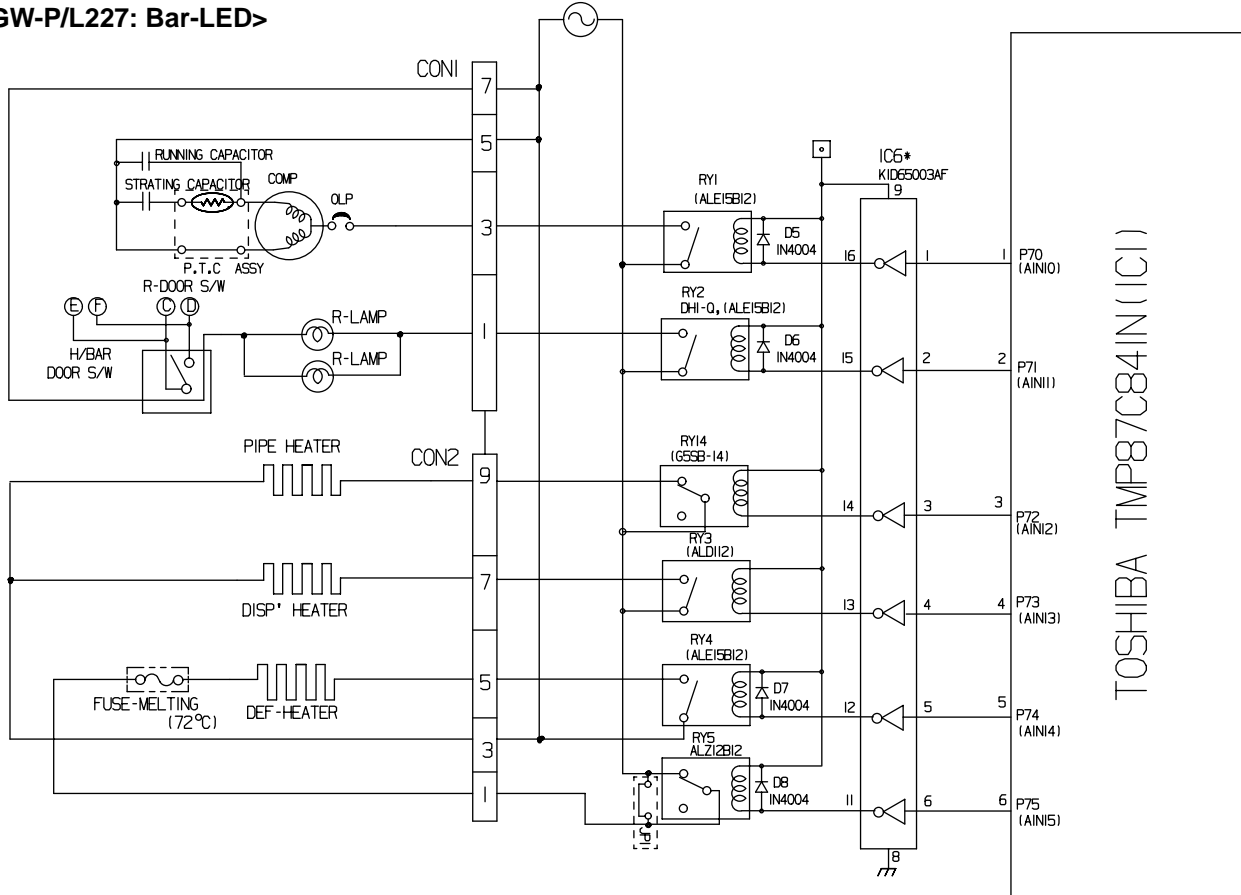 GW-P/L227: Bar-LED>
CON1
7
5
RUNNING CAPACITOR
STRATING CAPACITOR
COMP
OLP
3
P.T.C ASSY
R-DOOR S/W
E F C D
H/BAR
DOOR S/W
R-LAMP
R-LAMP
1
PIPE HEATER
CON2
9
DISP' HEATER
7
FUSE-MELTING
(72°C)
DEF-HEATER
5
3
1
RY1
(ALE15B12)
D5
IN4004
RY2
DH1-Q,(ALE15B12)
D6
IN4004
RY14
(G5SB-14)
RY3
(ALD112)
RY4
(ALE15B12)
D7
IN4004
RY5
ALZ12B12
D8
IN4004
JP1
IC6*
KID65003AF
9
16 1
15 2
14 3
13 4
12 5
11 6
8
1 P70
(AIN10)
2 P71
(AIN11)
3 P72
(AIN12)
4 P73
(AIN13)
5 P74
(AIN14)
6 P75
(AIN15)
TOSHIBA TMP87C841N(IC1)